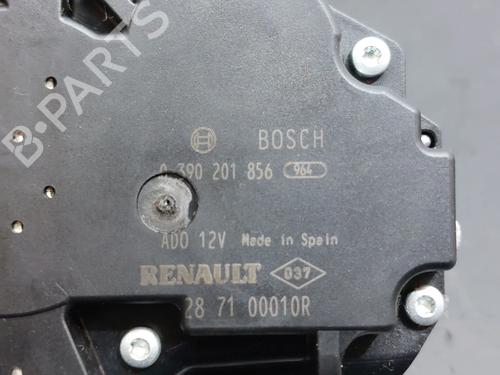 B-PARTS
BOSCH
0 390 201 856 964
ADO 12V Made in Spain
RENAULT 037
28 71 00010R